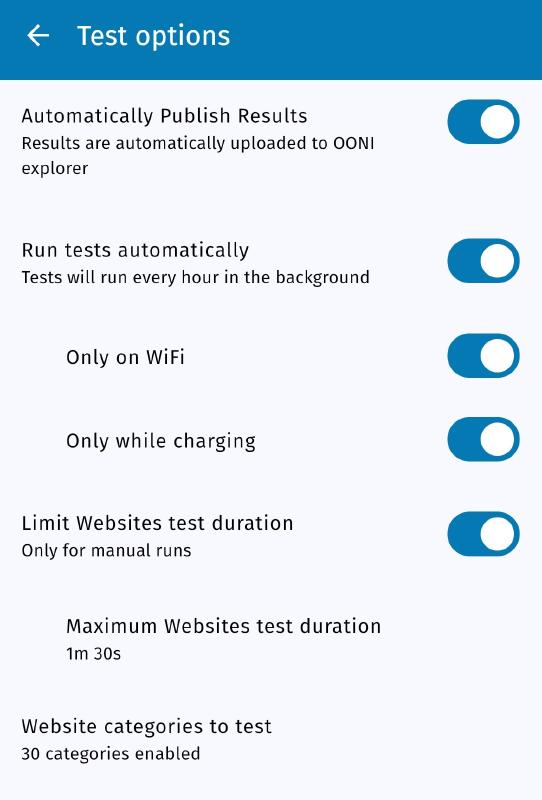 Test options
Automatically Publish Results
Results are automatically uploaded to OONI
explorer
Run tests automatically
Tests will run every hour in the background
Only on WiFi
Only while charging
Limit Websites test duration
Only for manual runs
Maximum Websites test duration
1m 30s
Website categories to test
30 categories enabled